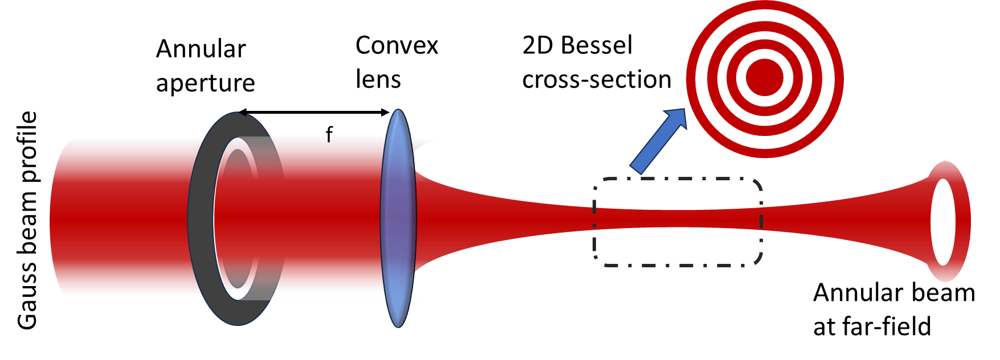 Gauss beam profile
Annular
aperture
f
Convex
lens
2D Bessel
cross-section
Annular beam
at far-field